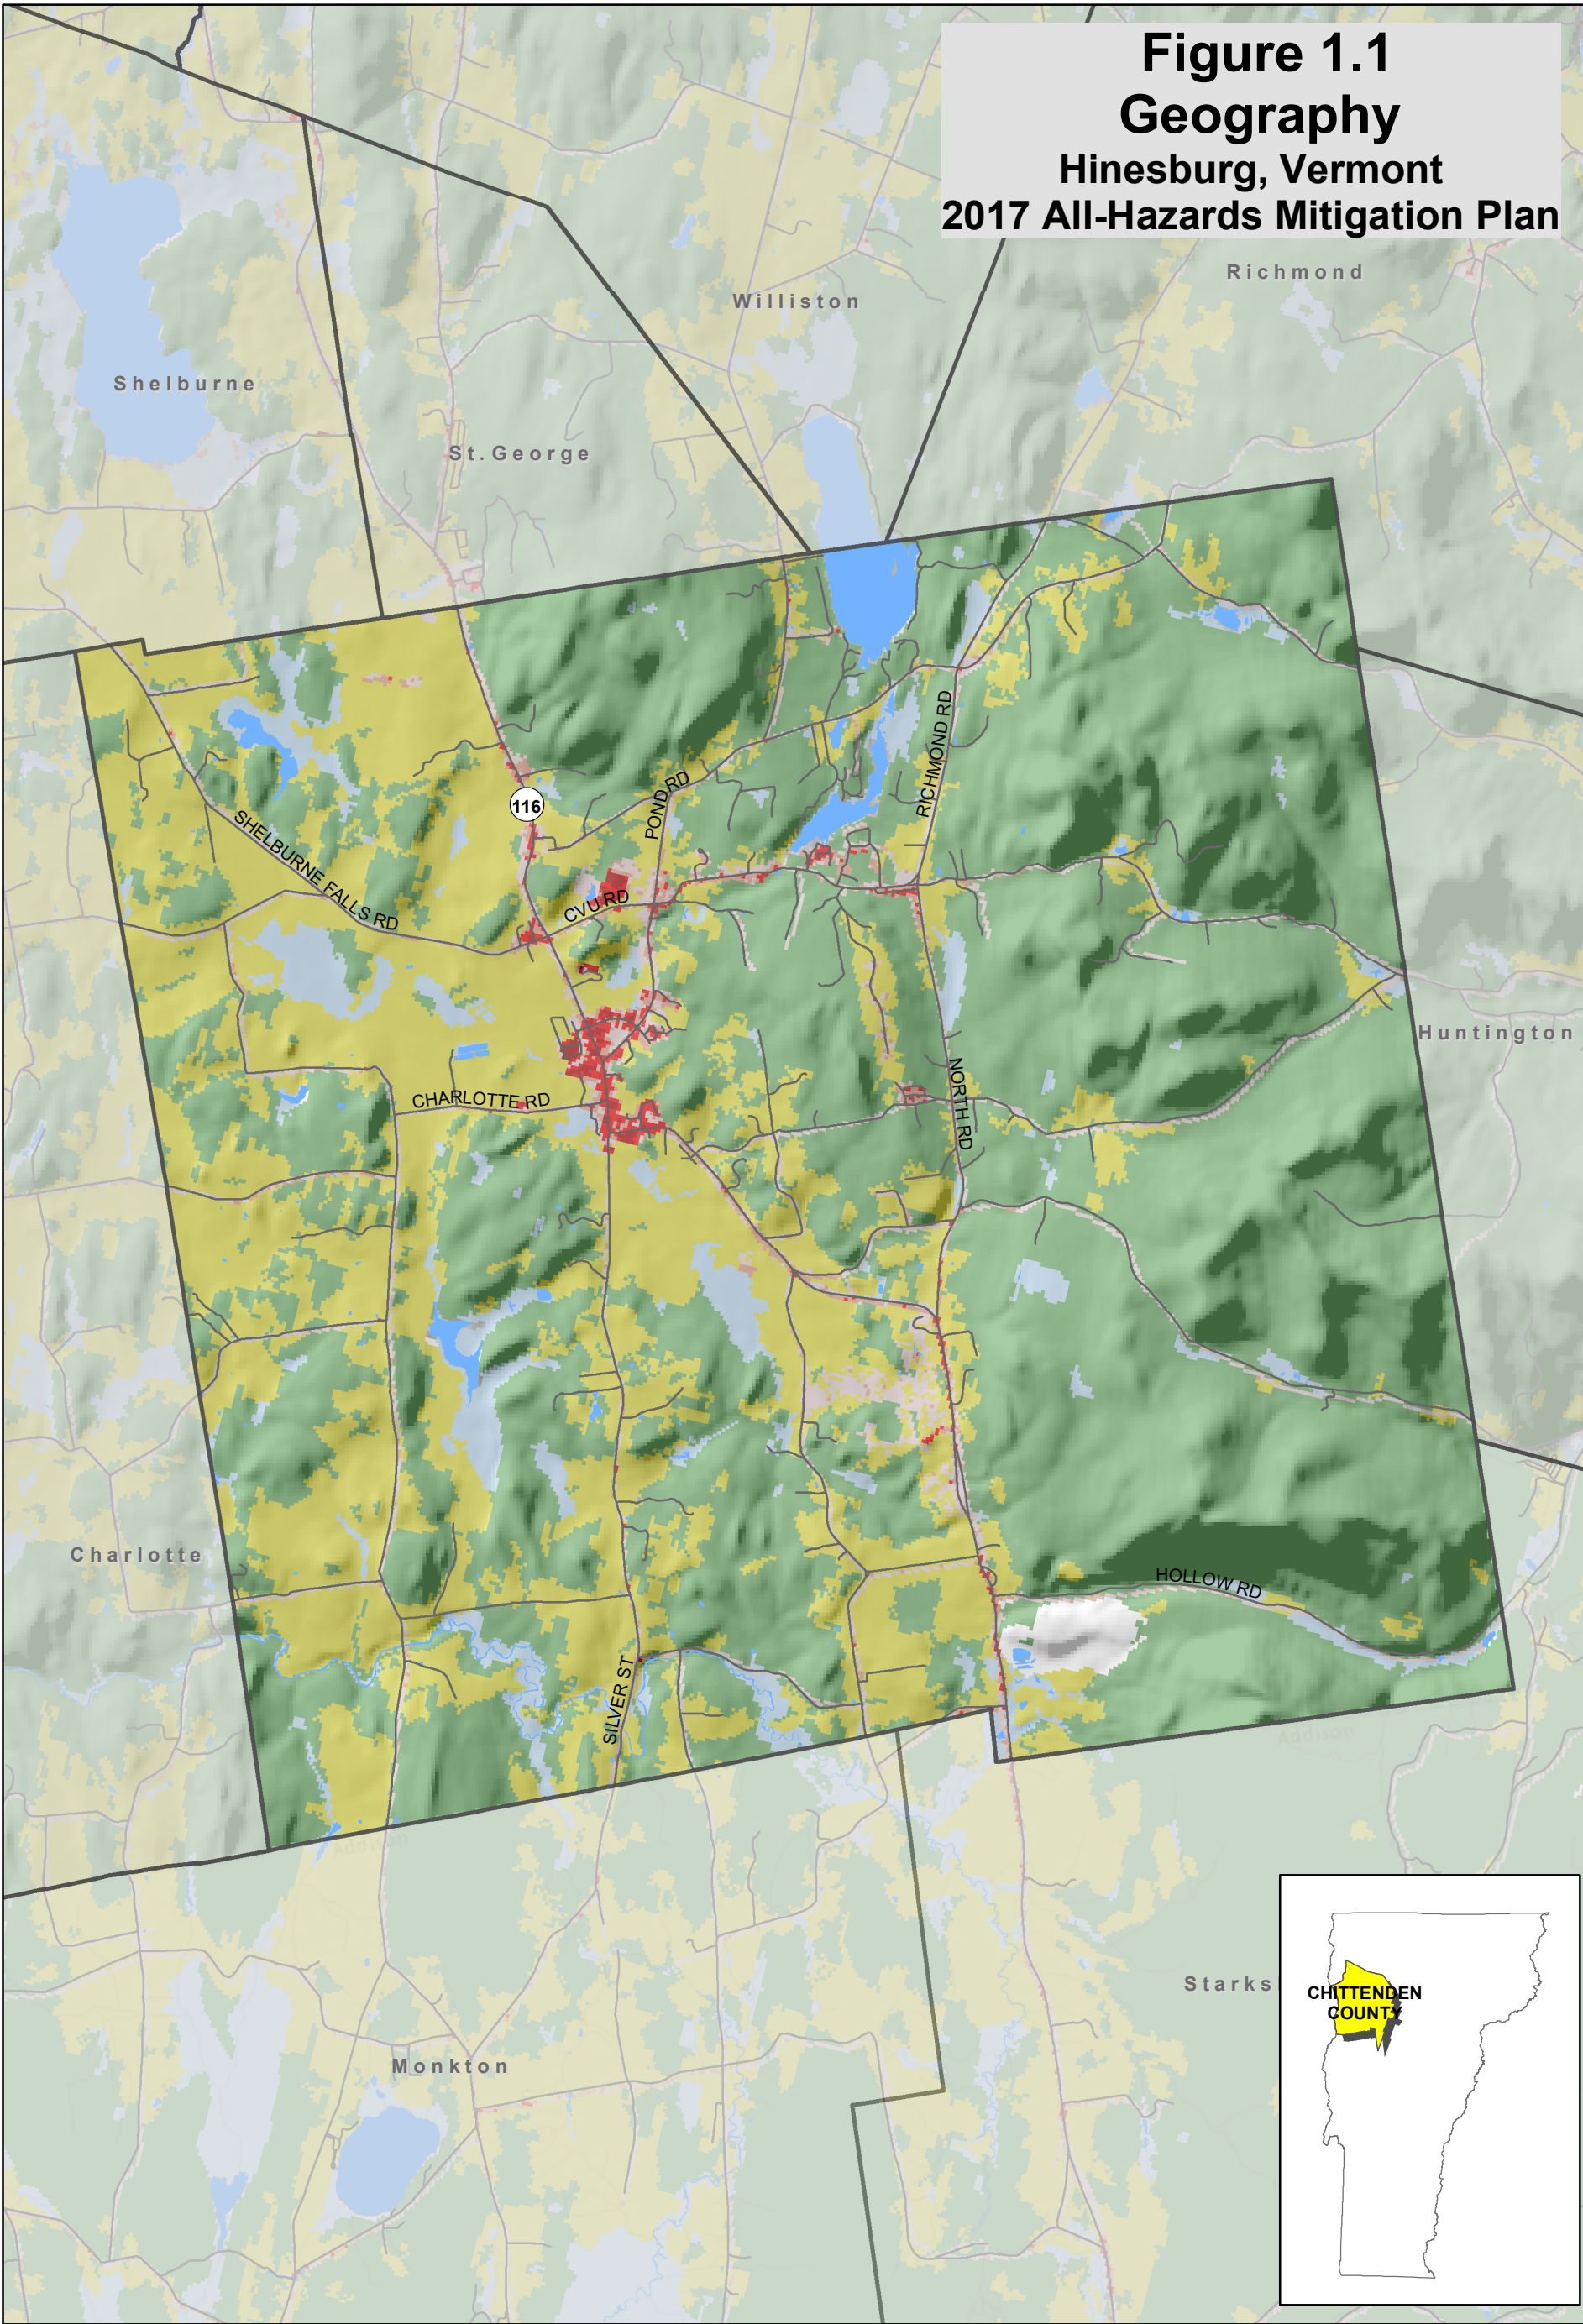 Figure 1.1
Geography
Hinesburg, Vermont
2017 All-Hazards Mitigation Plan
Richmond
Williston
Shelburne
St.George
RICHMOND RD
POND RD
116
SHELBURNE FALLS RD
CVU RD
Huntington
NORTH RD
CHARLOTTE RD
Charlotte
HOLLOW RD
SILVER ST
Addison
Addison
Starks
CHITTENDEN
COUNTY
Monkton